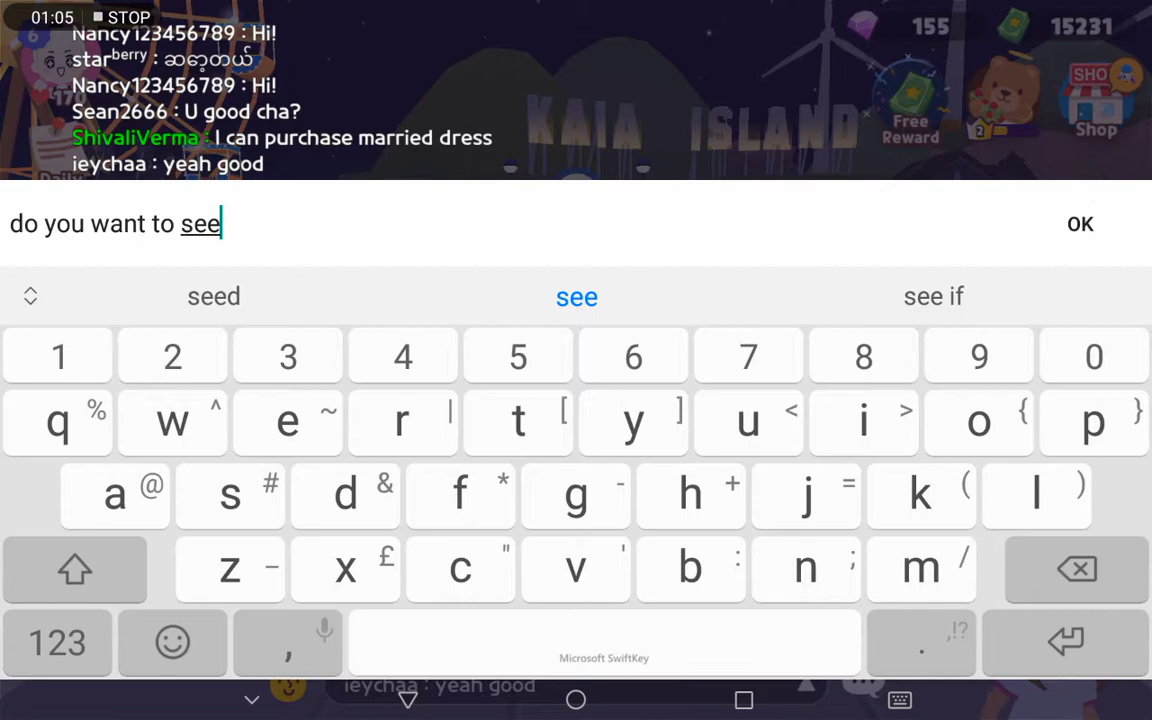 01:05 STOP
Nancy123456789 : Hi!
155
15231
starberry : ဆော့တယ်
Nancy123456789 : Hi!
Sean2666 : U good cha?
ShivaliVerma : I can purchase married dress
ieychaa : yeah good
KAIA ISLAND
Free
Reward
2
SHO
Shop
do you want to see
OK
seed see see if
1 2 3 4 5 6 7 8 9 0
q % w ^ e ~ r | t [ y ] u < i > o { p }
a @ s # d & f * g - h + j = k ( l )
z _ x £ c " v ' b : n ; m /
123 , . ,!?
Microsoft SwiftKey
ieychaa : yeah good